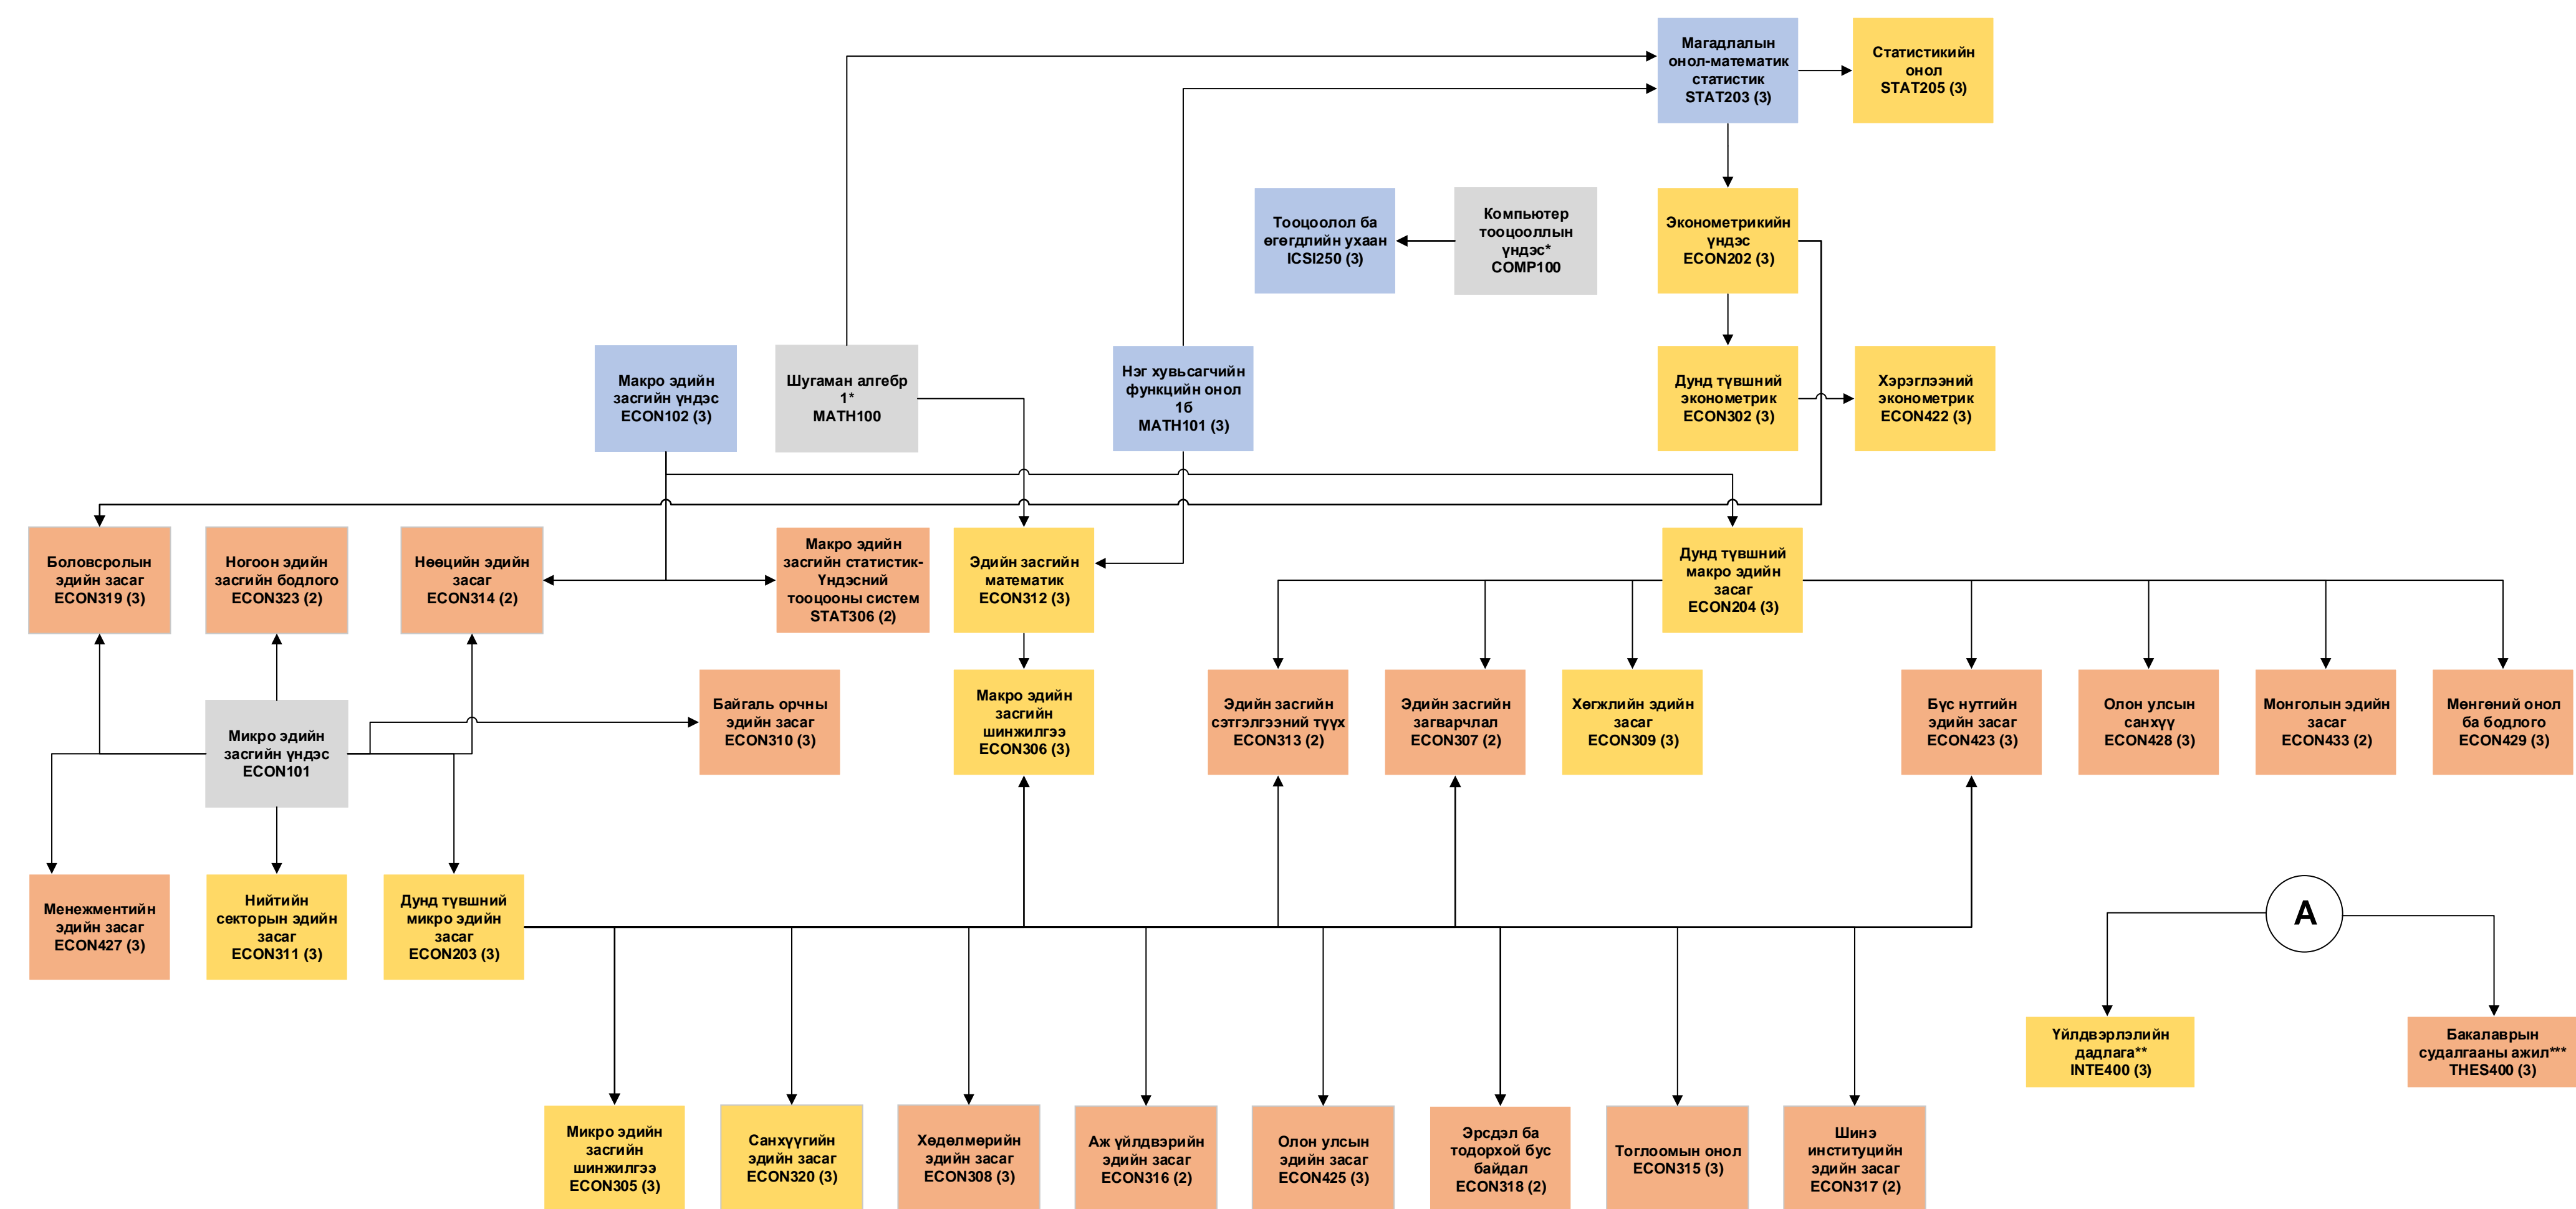 Магадлалын
онол-математик
статистик
STAT203 (3)
Статистикийн
онол
STAT205 (3)
Тооцоолол ба
өгөгдлийн ухаан
ICSI250 (3)
Компьютер
тооцооллын
үндэс*
COMP100
Эконометрикийн
үндэс
ECON202 (3)
Макро эдийн
засгийн үндэс
ECON102 (3)
Шугаман алгебр
1*
MATH100
Нэг хувьсагчийн
функцийн онол
1б
MATH101 (3)
Дунд түвшний
эконометрик
ECON302 (3)
Хэрэглээний
эконометрик
ECON422 (3)
Боловсролын
эдийн засаг
ECON319 (3)
Ногоон эдийн
засгийн бодлого
ECON323 (2)
Нөөцийн эдийн
засаг
ECON314 (2)
Макро эдийн
засгийн статистик-
Үндэсний
тооцооны систем
STAT306 (2)
Эдийн засгийн
математик
ECON312 (3)
Дунд түвшний
макро эдийн
засаг
ECON204 (3)
Микро эдийн
засгийн үндэс
ECON101
Байгаль орчны
эдийн засаг
ECON310 (3)
Макро эдийн
засгийн
шинжилгээ
ECON306 (3)
Эдийн засгийн
сэтгэлгээний түүх
ECON313 (2)
Эдийн засгийн
загварчлал
ECON307 (2)
Хөгжлийн эдийн
засаг
ECON309 (3)
Бүс нутгийн
эдийн засаг
ECON423 (3)
Олон улсын
санхүү
ECON428 (3)
Монголын эдийн
засаг
ECON433 (2)
Мөнгөний онол
ба бодлого
ECON429 (3)
Менежментийн
эдийн засаг
ECON427 (3)
Нийтийн
секторын эдийн
засаг
ECON311 (3)
Дунд түвшний
микро эдийн
засаг
ECON203 (3)
A
Үйлдвэрлэлийн
дадлага**
INTE400 (3)
Бакалаврын
судалгааны ажил***
THES400 (3)
Микро эдийн
засгийн
шинжилгээ
ECON305 (3)
Санхүүгийн
эдийн засаг
ECON320 (3)
Хөдөлмөрийн
эдийн засаг
ECON308 (3)
Аж үйлдвэрийн
эдийн засаг
ECON316 (2)
Олон улсын
эдийн засаг
ECON425 (3)
Эрсдэл ба
тодорхой бус
байдал
ECON318 (2)
Тоглоомын онол
ECON315 (3)
Шинэ
институцийн
эдийн засаг
ECON317 (2)